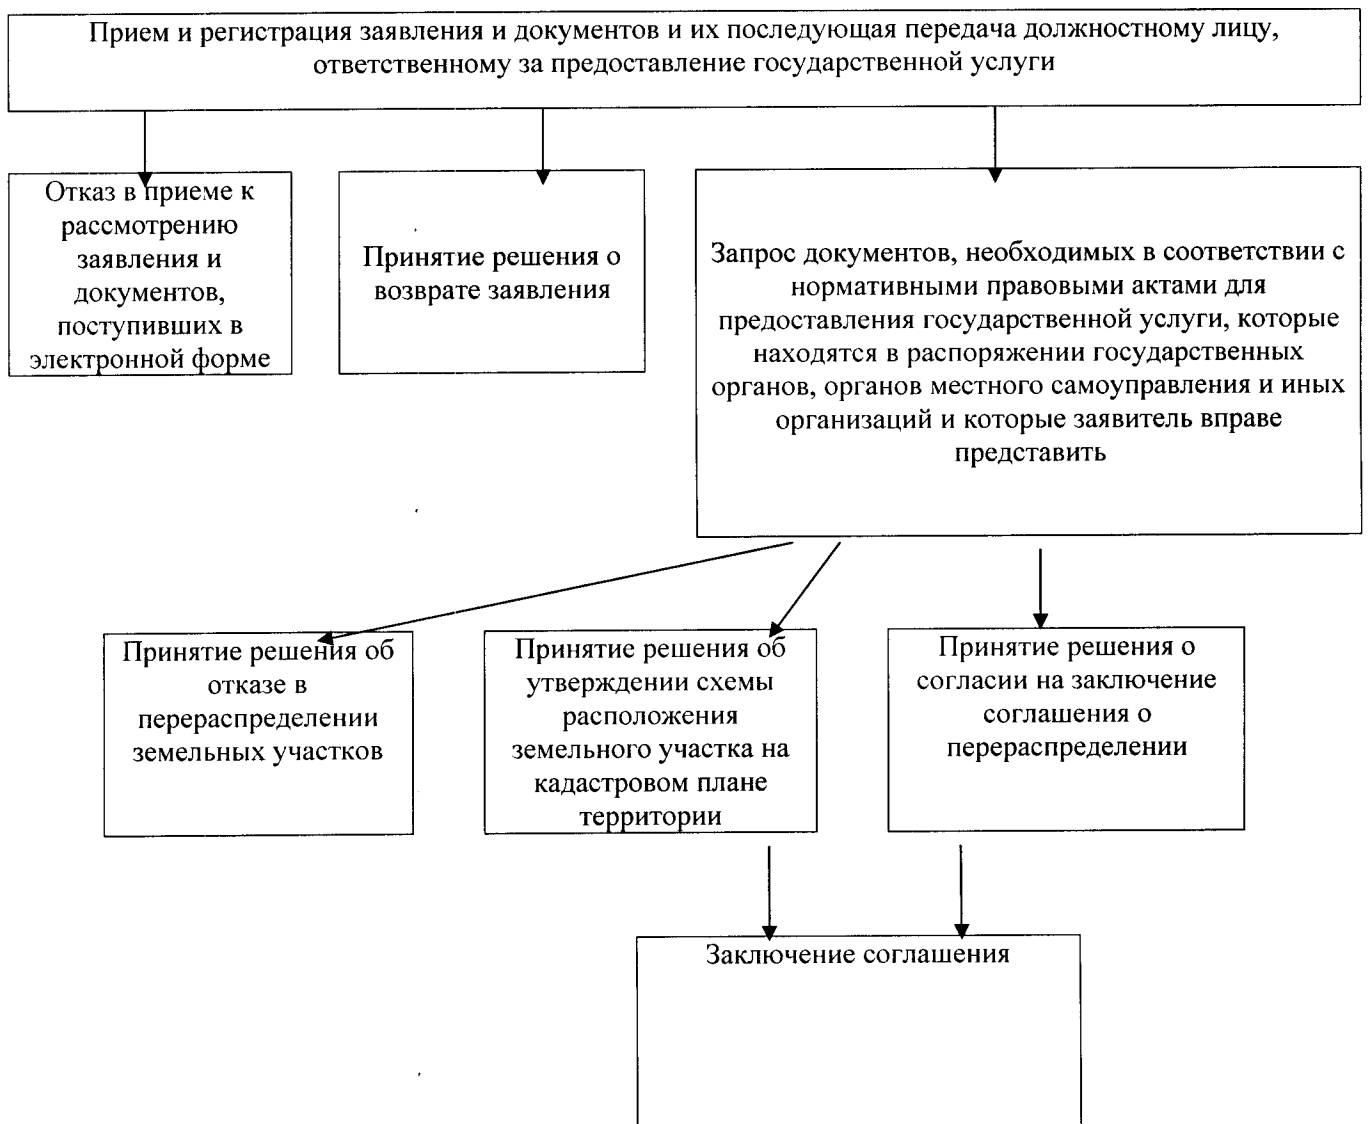 Прием и регистрация заявления и документов и их последующая передача должностному лицу,
ответственному за предоставление государственной услуги
Отказ в приеме к
рассмотрению
заявления и
документов,
поступивших в
электронной форме
Принятие решения о
возврате заявления
Запрос документов, необходимых в соответствии с
нормативными правовыми актами для
предоставления государственной услуги, которые
находятся в распоряжении государственных
органов, органов местного самоуправления и иных
организаций и которые заявитель вправе
представить
Принятие решения об
отказе в
перераспределении
земельных участков
Принятие решения об
утверждении схемы
расположения
земельного участка на
кадастровом плане
территории
Принятие решения о
согласии на заключение
соглашения о
перераспределении
Заключение соглашения